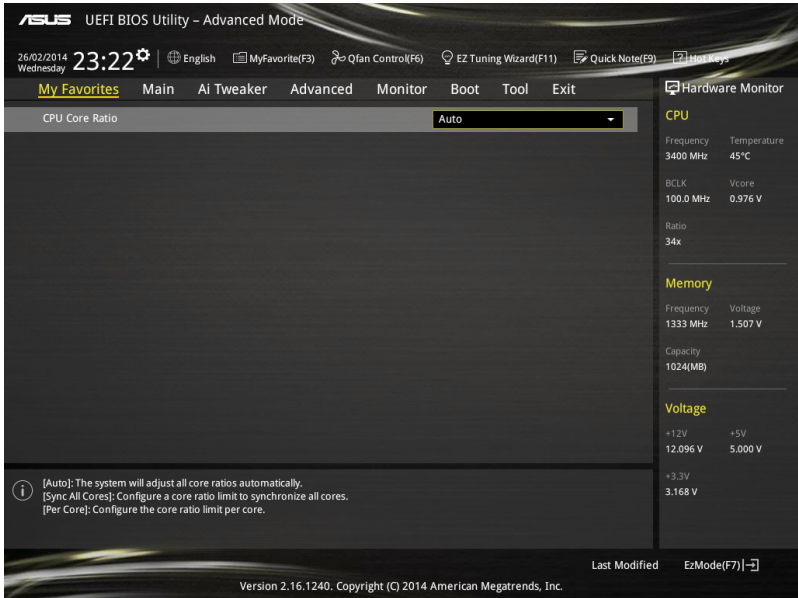 ASUS UEFI BIOS Utility – Advanced Mode
26/02/2014 Wednesday 23:22 English MyFavorite(F3) Qfan Control(F6) EZ Tuning Wizard(F11) Quick Note(F9) ? Hot Keys
My Favorites Main Ai Tweaker Advanced Monitor Boot Tool Exit
CPU Core Ratio Auto
[Auto]: The system will adjust all core ratios automatically.
[Sync All Cores]: Configure a core ratio limit to synchronize all cores.
[Per Core]: Configure the core ratio limit per core.
Hardware Monitor
CPU
Frequency Temperature
3400 MHz 45°C
BCLK Vcore
100.0 MHz 0.976 V
Ratio
34x
Memory
Frequency Voltage
1333 MHz 1.507 V
Capacity
1024(MB)
Voltage
+12V +5V
12.096 V 5.000 V
+3.3V
3.168 V
Last Modified EzMode(F7)
Version 2.16.1240. Copyright (C) 2014 American Megatrends, Inc.